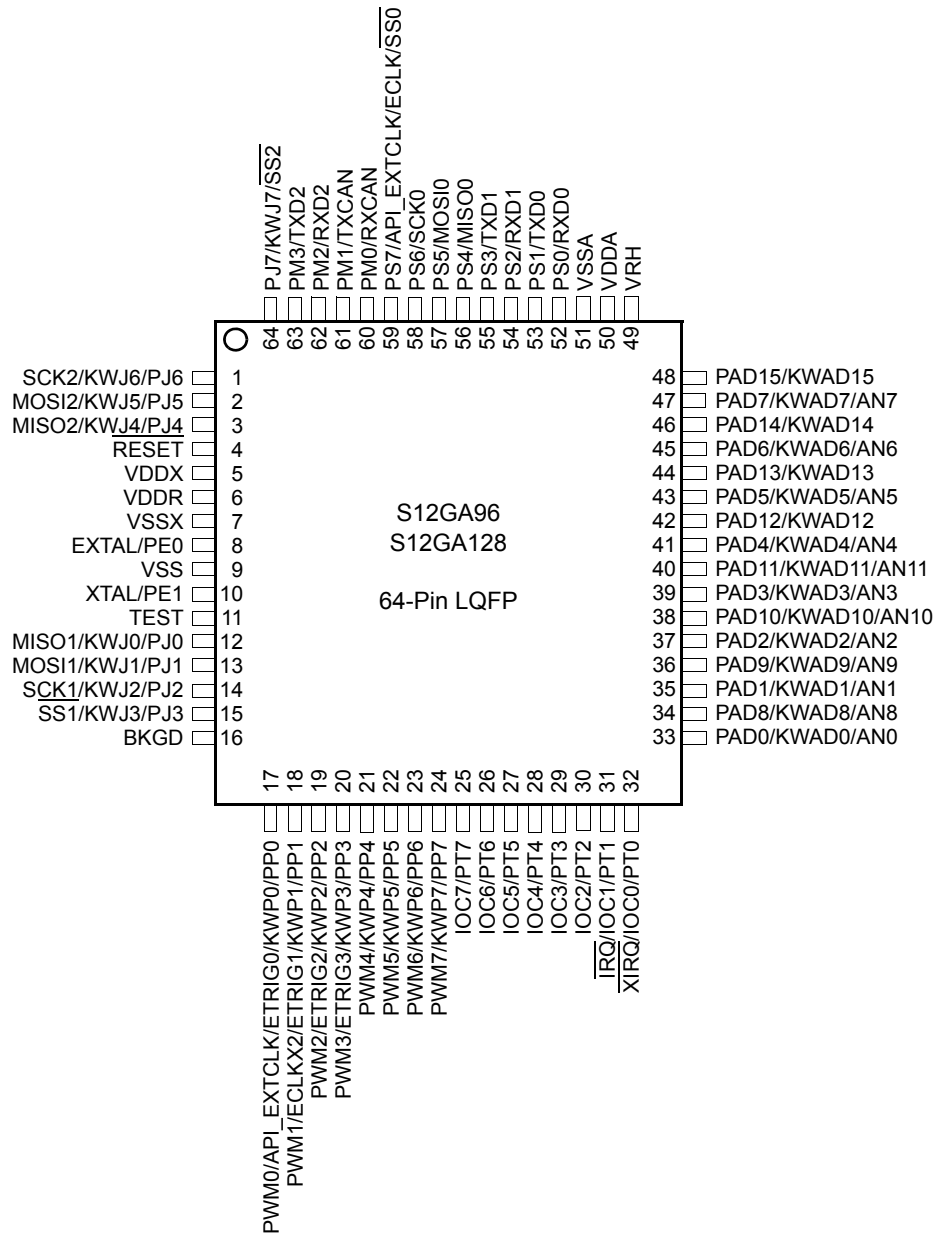 PJ7/KWJ7/SS2
PM3/TXD2
PM2/RXD2
PM1/TXCAN
PM0/RXCAN
PS7/API_EXTCLK/ECLK/SS0
PS6/SCK0
PS5/MOSI0
PS4/MISO0
PS3/TXD1
PS2/RXD1
PS1/TXD0
PS0/RXD0
VSSA
VDDA
VRH
64
63
62
61
60
59
58
57
56
55
54
53
52
51
50
49
SCK2/KWJ6/PJ6 1
MOSI2/KWJ5/PJ5 2
MISO2/KWJ4/PJ4 3
RESET 4
VDDX 5
VDDR 6
VSSX 7
EXTAL/PE0 8
VSS 9
XTAL/PE1 10
TEST 11
MISO1/KWJ0/PJ0 12
MOSI1/KWJ1/PJ1 13
SCK1/KWJ2/PJ2 14
SS1/KWJ3/PJ3 15
BKGD 16
S12GA96
S12GA128
64-Pin LQFP
48 PAD15/KWAD15
47 PAD7/KWAD7/AN7
46 PAD14/KWAD14
45 PAD6/KWAD6/AN6
44 PAD13/KWAD13
43 PAD5/KWAD5/AN5
42 PAD12/KWAD12
41 PAD4/KWAD4/AN4
40 PAD11/KWAD11/AN11
39 PAD3/KWAD3/AN3
38 PAD10/KWAD10/AN10
37 PAD2/KWAD2/AN2
36 PAD9/KWAD9/AN9
35 PAD1/KWAD1/AN1
34 PAD8/KWAD8/AN8
33 PAD0/KWAD0/AN0
17
18
19
20
21
22
23
24
25
26
27
28
29
30
31
32
PWM0/API_EXTCLK/ETRIG0/KWP0/PP0
PWM1/ECLKX2/ETRIG1/KWP1/PP1
PWM2/ETRIG2/KWP2/PP2
PWM3/ETRIG3/KWP3/PP3
PWM4/KWP4/PP4
PWM5/KWP5/PP5
PWM6/KWP6/PP6
PWM7/KWP7/PP7
IOC7/PT7
IOC6/PT6
IOC5/PT5
IOC4/PT4
IOC3/PT3
IOC2/PT2
IRQ/IOC1/PT1
XIRQ/IOC0/PT0